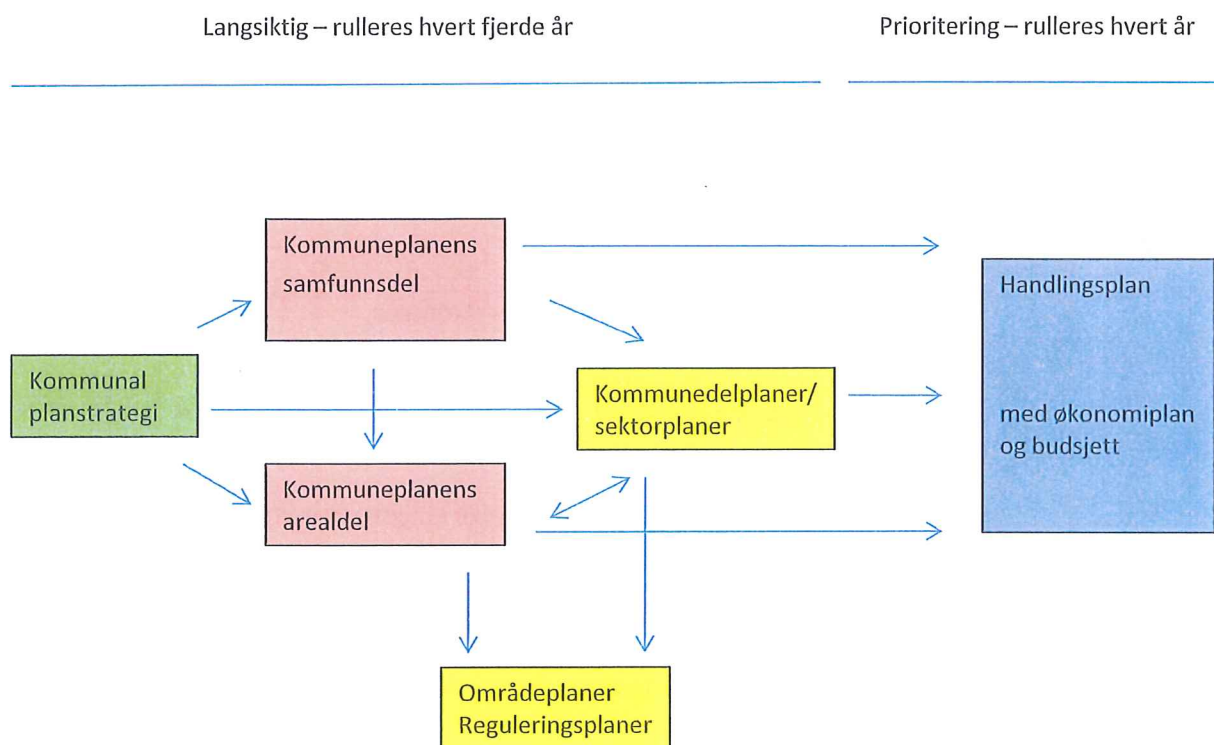 Langsiktig – rulleres hvert fjerde år
Prioritering – rulleres hvert år
Kommuneplanens
samfunnsdel
Handlingsplan
med økonomiplan
og budsjett
Kommunal
planstrategi
Kommunedelplaner/
sektorplaner
Kommuneplanens
arealdel
Områdeplaner
Reguleringsplaner